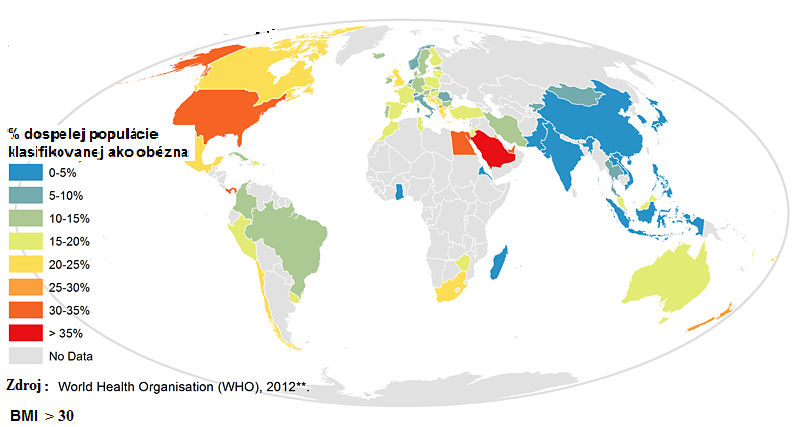 % dospelej populácie
klasifikovanej ako obézna
0-5%
5-10%
10-15%
15-20%
20-25%
25-30%
30-35%
> 35%
No Data
Zdroj : World Health Organisation (WHO), 2012**.
BMI > 30